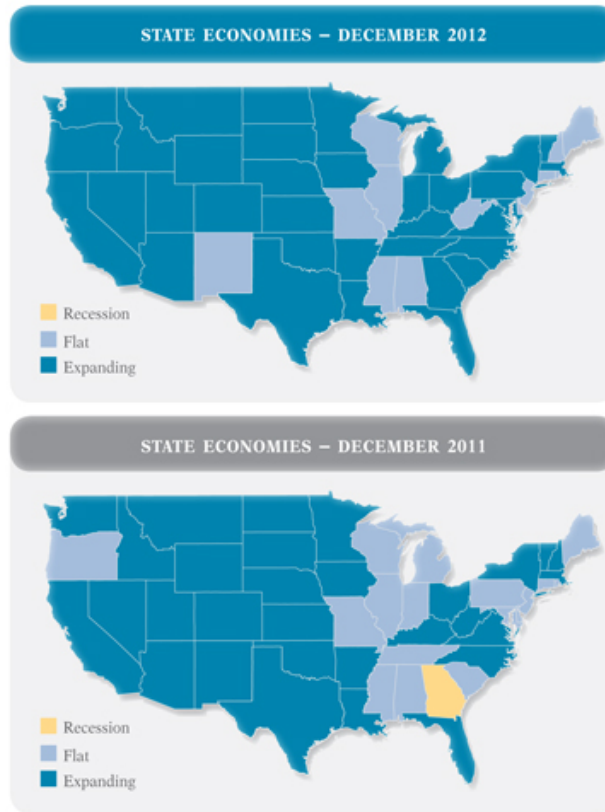 STATE ECONOMIES – DECEMBER 2012
Recession
Flat
Expanding
STATE ECONOMIES – DECEMBER 2011
Recession
Flat
Expanding